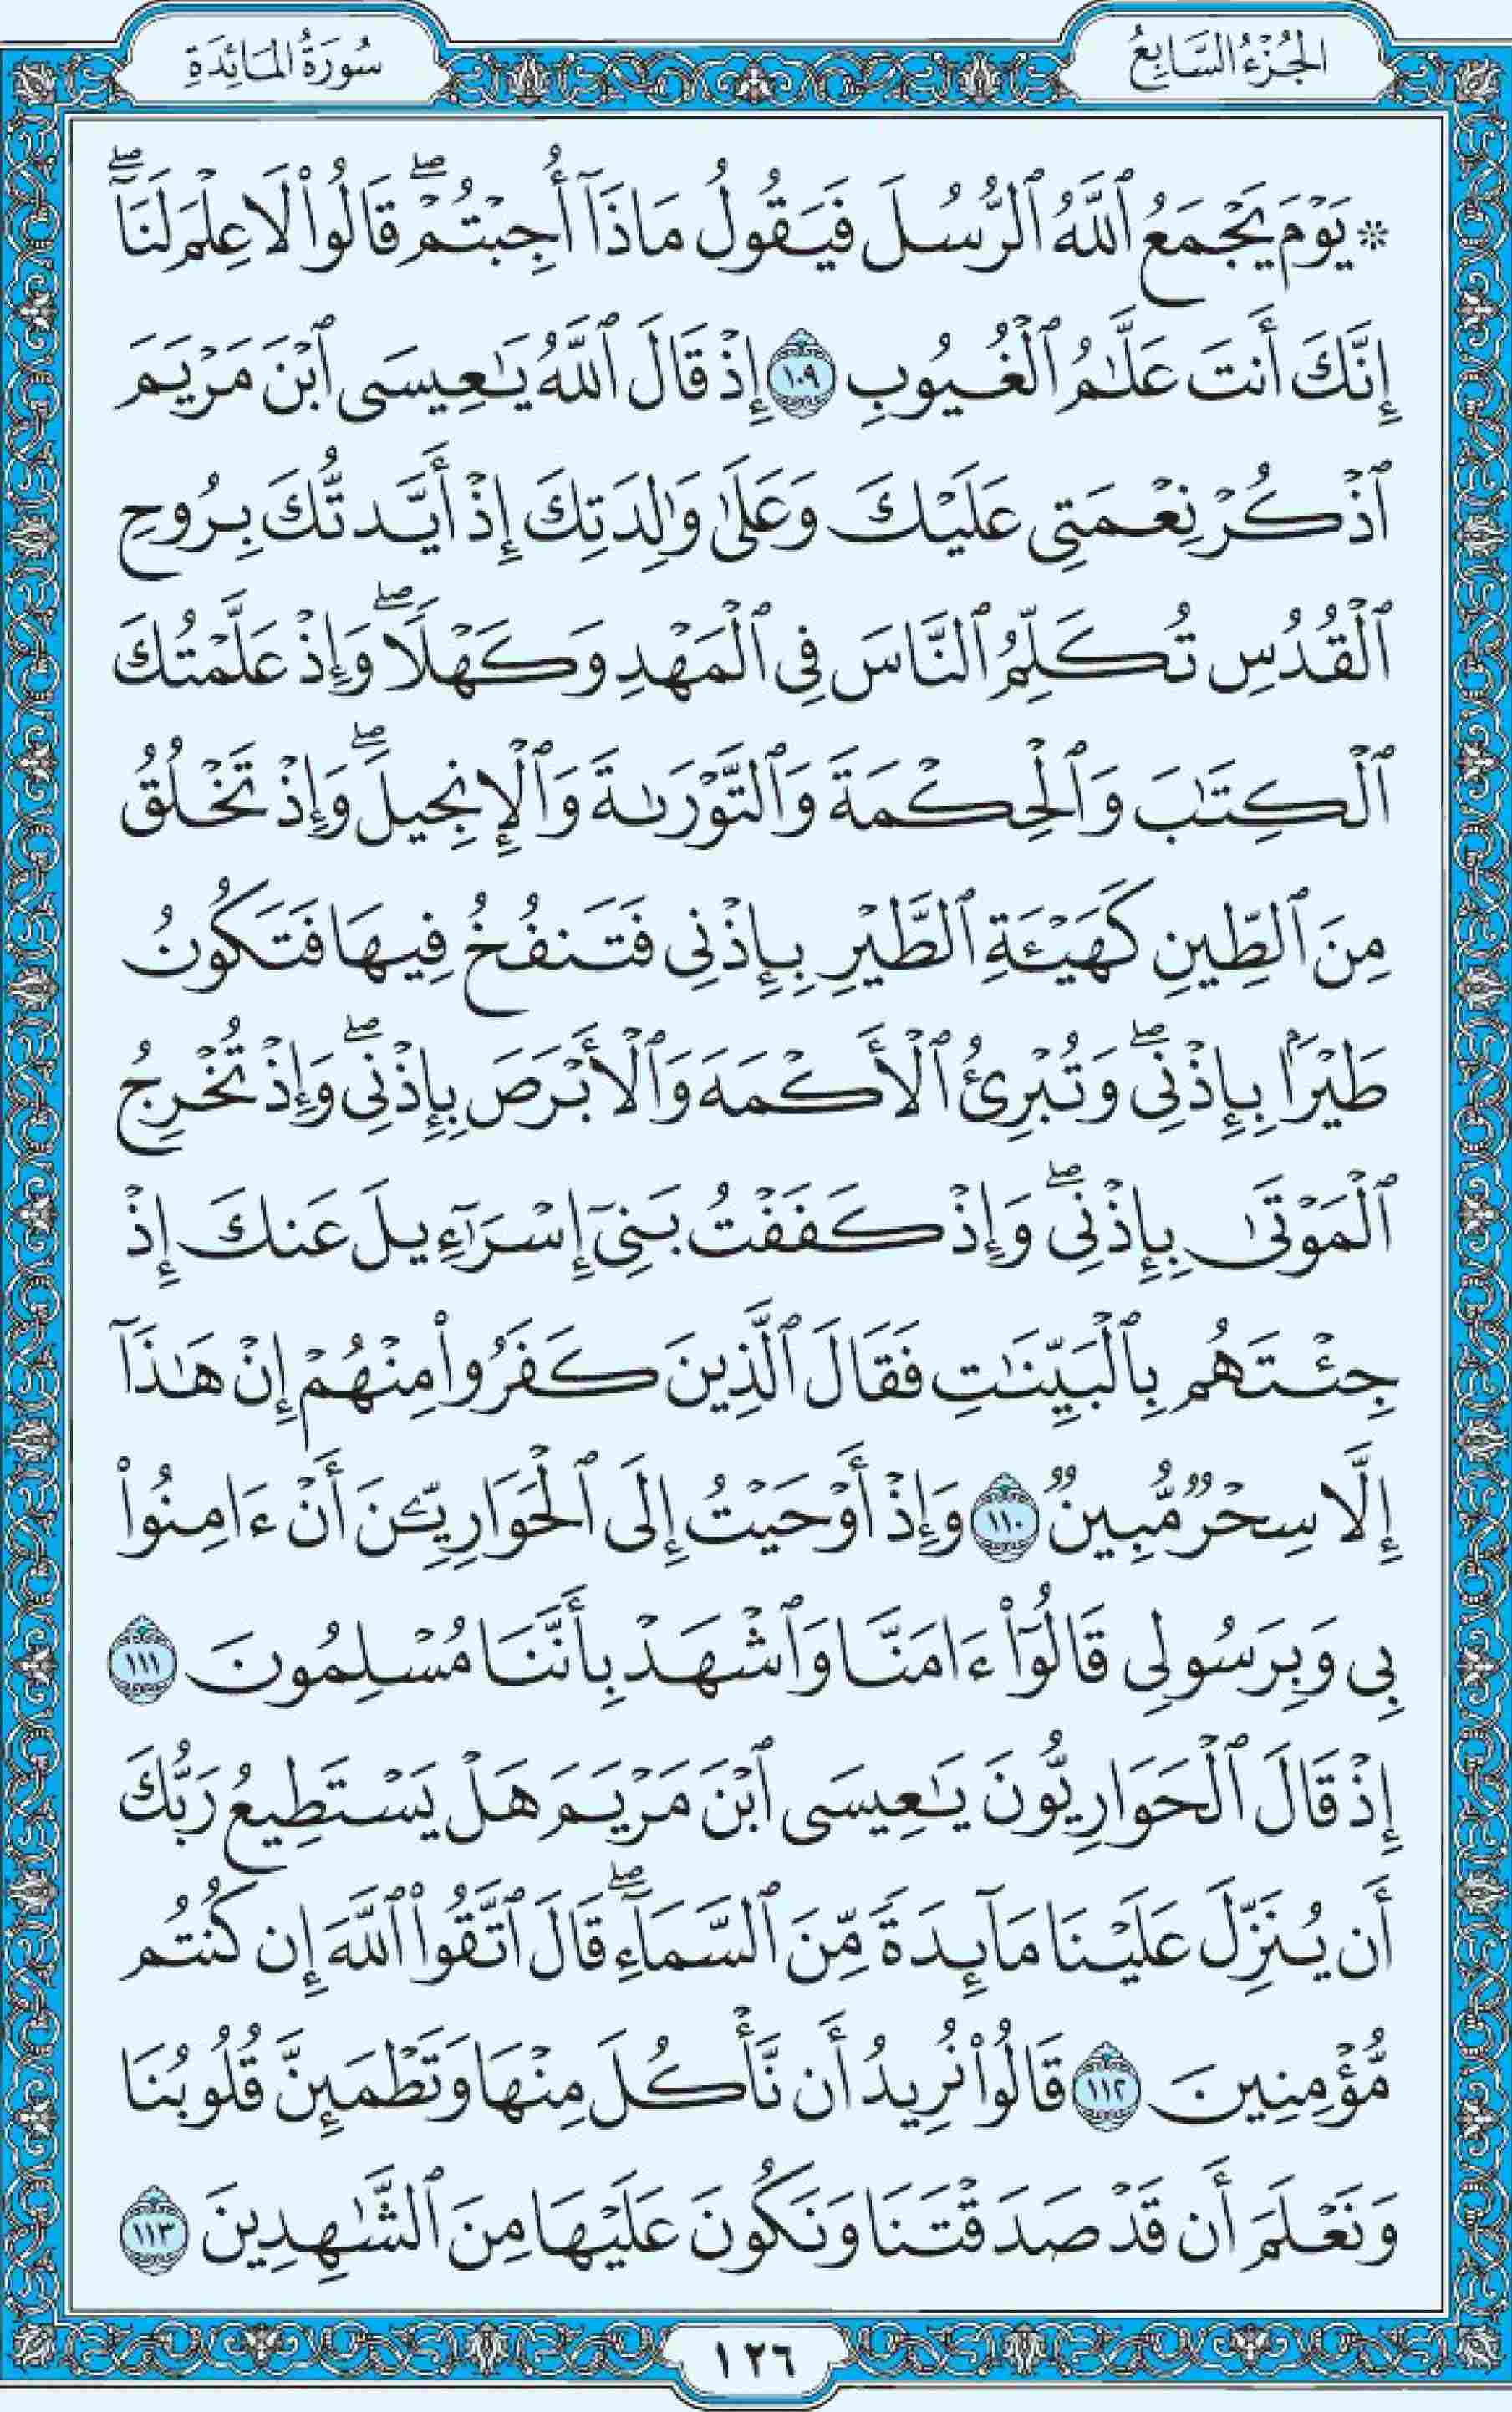 الجُزْءُ السَّابِعُ
سُورَةُ المَائِدَةِ
۞ يَوْمَ يَجْمَعُ ٱللَّهُ ٱلرُّسُلَ فَيَقُولُ مَاذَآ أُجِبْتُمْۖ قَالُوا۟ لَا عِلْمَ لَنَآۖ
إِنَّكَ أَنتَ عَلَّـٰمُ ٱلْغُيُوبِ ١٠٩ إِذْ قَالَ ٱللَّهُ يَـٰعِيسَى ٱبْنَ مَرْيَمَ
ٱذْكُرْ نِعْمَتِى عَلَيْكَ وَعَلَىٰ وَٰلِدَتِكَ إِذْ أَيَّدتُّكَ بِرُوحِ
ٱلْقُدُسِ تُكَلِّمُ ٱلنَّاسَ فِى ٱلْمَهْدِ وَكَهْلًاۖ وَإِذْ عَلَّمْتُكَ
ٱلْكِتَـٰبَ وَٱلْحِكْمَةَ وَٱلتَّوْرَىٰةَ وَٱلْإِنجِيلَۖ وَإِذْ تَخْلُقُ
مِنَ ٱلطِّينِ كَهَيْـَٔةِ ٱلطَّيْرِ بِإِذْنِى فَتَنفُخُ فِيهَا فَتَكُونُ
طَيْرًۢا بِإِذْنِىۖ وَتُبْرِئُ ٱلْأَكْمَهَ وَٱلْأَبْرَصَ بِإِذْنِىۖ وَإِذْ تُخْرِجُ
ٱلْمَوْتَىٰ بِإِذْنِىۖ وَإِذْ كَفَفْتُ بَنِىٓ إِسْرَٰٓءِيلَ عَنكَ إِذْ
جِئْتَهُم بِٱلْبَيِّنَـٰتِ فَقَالَ ٱلَّذِينَ كَفَرُوا۟ مِنْهُمْ إِنْ هَـٰذَآ
إِلَّا سِحْرٌ مُّبِينٌ ١١٠ وَإِذْ أَوْحَيْتُ إِلَى ٱلْحَوَارِيِّـۧنَ أَنْ ءَامِنُوا۟
بِى وَبِرَسُولِى قَالُوٓا۟ ءَامَنَّا وَٱشْهَدْ بِأَنَّنَا مُسْلِمُونَ ١١١
إِذْ قَالَ ٱلْحَوَارِيُّونَ يَـٰعِيسَى ٱبْنَ مَرْيَمَ هَلْ يَسْتَطِيعُ رَبُّكَ
أَن يُنَزِّلَ عَلَيْنَا مَآئِدَةً مِّنَ ٱلسَّمَآءِۖ قَالَ ٱتَّقُوا۟ ٱللَّهَ إِن كُنتُم
مُّؤْمِنِينَ ١١٢ قَالُوا۟ نُرِيدُ أَن نَّأْكُلَ مِنْهَا وَتَطْمَئِنَّ قُلُوبُنَا
وَنَعْلَمَ أَن قَدْ صَدَقْتَنَا وَنَكُونَ عَلَيْهَا مِنَ ٱلشَّـٰهِدِينَ ١١٣
١٢٦